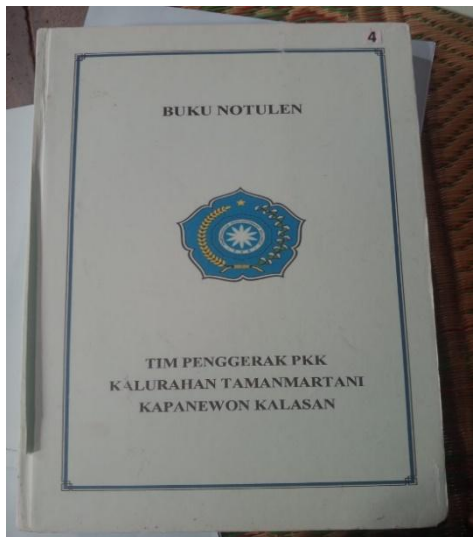 4
BUKU NOTULEN
TIM PENGGERAK PKK
KALURAHAN TAMANMARTANI
KAPANEWON KALASAN